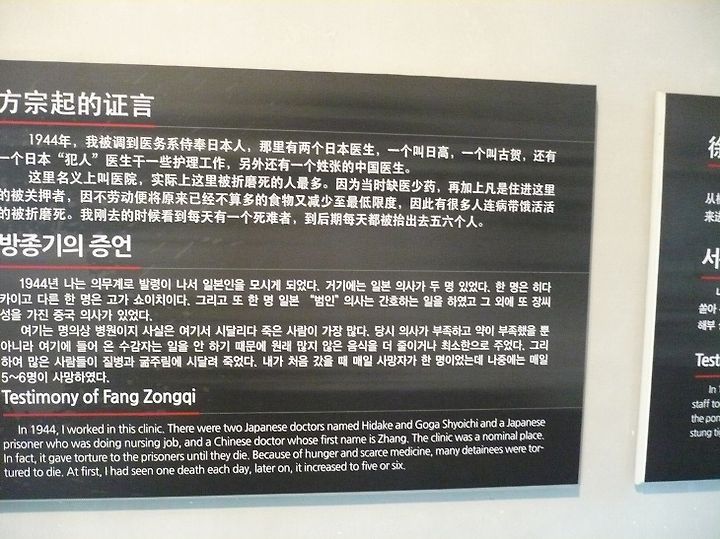 方宗起的证言
1944年，我被调到医务系侍奉日本人，那里有两个日本医生，一个叫日高，一个叫古贺，还有
一个日本“犯人”医生干一些护理工作，另外还有一个姓张的中国医生。
这里名义上叫医院，实际上这里被折磨死的人最多。因为当时缺医少药，再加上凡是住进这里
的被关押者，因不劳动便将原来已经不算多的食物又减少至最低限度，因此有很多人连病带饿活活
的被折磨死。我刚去的时候看到每天有一个死难者，到后期每天都被抬出去五六个人。
방종기의 증언
1944년 나는 의무계로 발령이 나서 일본인을 모시게 되었다. 거기에는 일본 의사가 두 명 있었다. 한 명은 히다
카이고 다른 한 명은 고가 쇼이치이다. 그리고 또 한 명 일본 “범인”의사는 간호하는 일을 하였고 그 외에 또 장씨
성을 가진 중국 의사가 있었다.
여기는 명의상 병원이지 사실은 여기서 시달리다 죽은 사람이 가장 많다. 당시 의사가 부족하고 약이 부족했을 뿐
아니라 여기에 들어 온 수감자는 일을 안 하기 때문에 원래 많지 않은 음식을 더 줄이거나 최소한으로 주었다. 그리
하여 많은 사람들이 질병과 굶주림에 시달려 죽었다. 내가 처음 갔을 때 매일 사망자가 한 명이었는데 나중에는 매일
5~6명이 사망하였다.
Testimony of Fang Zongqi
In 1944, I worked in this clinic. There were two Japanese doctors named Hidake and Goga Shyoichi and a Japanese
prisoner who was doing nursing job, and a Chinese doctor whose first name is Zhang. The clinic was a nominal place.
In fact, it gave torture to the prisoners until they die. Because of hunger and scarce medicine, many detainees were tor-
tured to die. At first, I had seen one death each day, later on, it increased to five or six.
徐
来
서
쏟아
해부
Test
In
staff to
the pon
stung ti